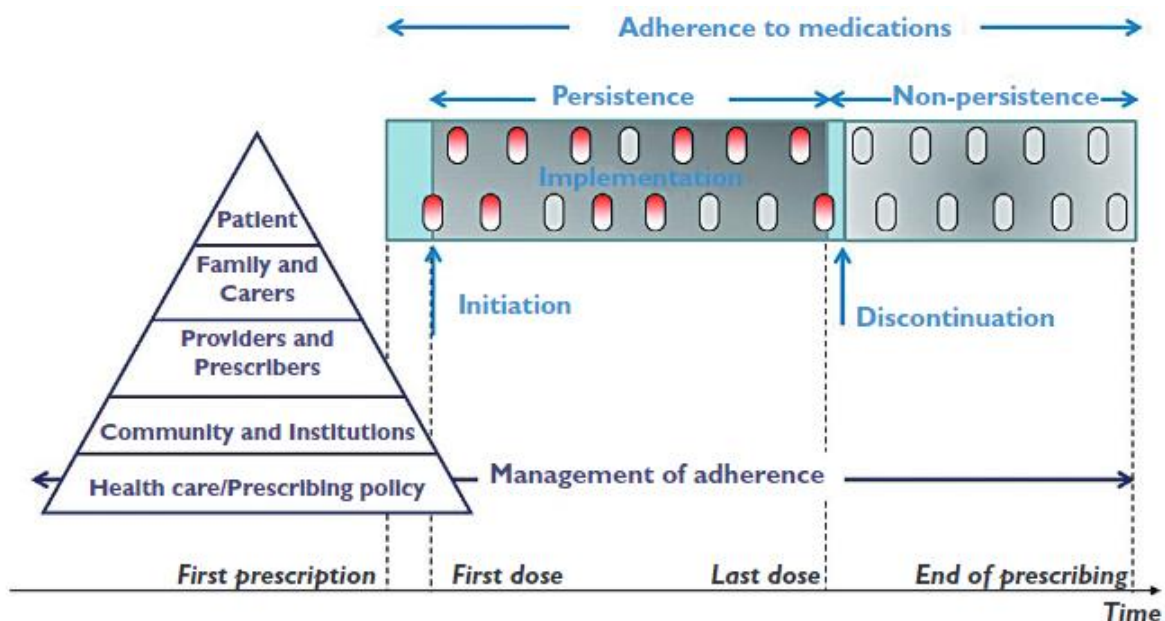 Adherence to medications
Persistence
Non-persistence
Implementation
Patient
Family and
Carers
Initiation
Discontinuation
Providers and
Prescribers
Community and Institutions
Management of adherence
Health care/Prescribing policy
First prescription
First dose
Last dose
End of prescribing
Time